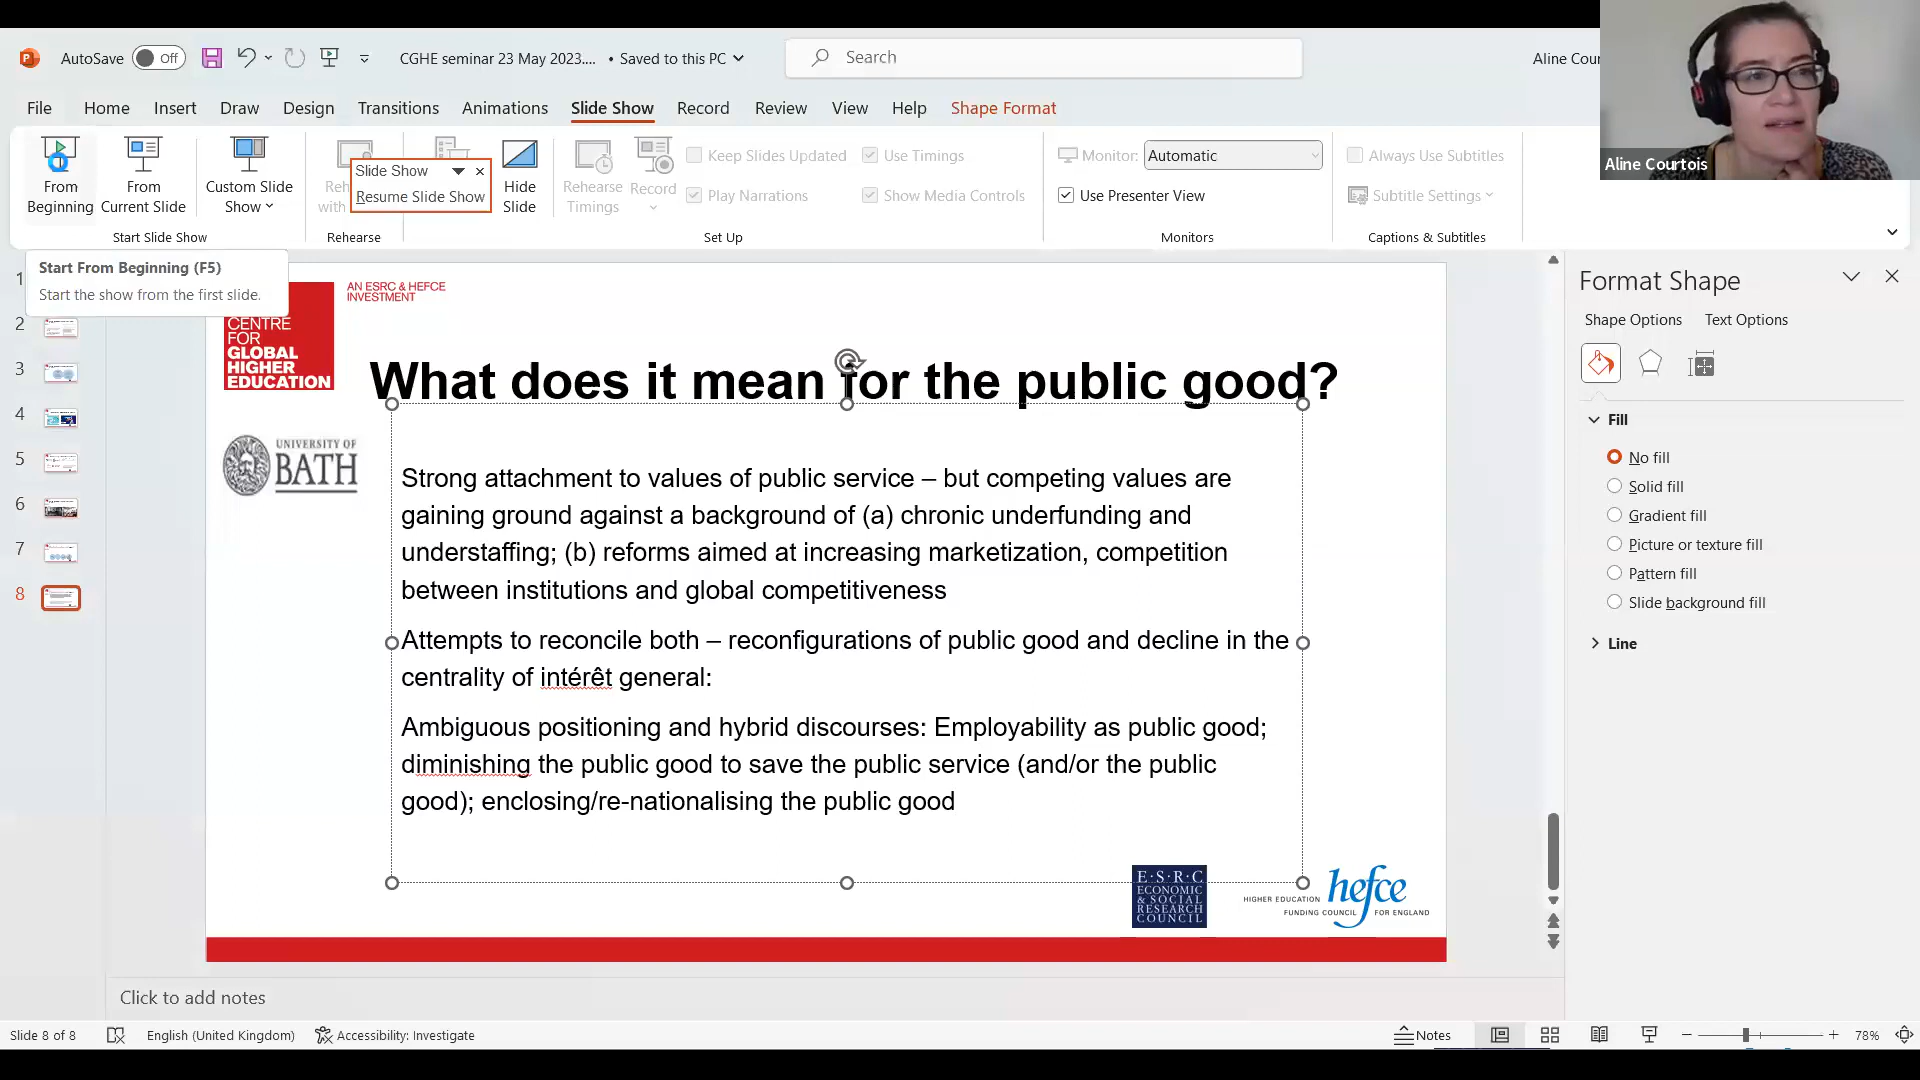 AutoSave
Off
CGHE seminar 23 May 2023.... • Saved to this PC
Search
Aline Cour
File Home Insert Draw Design Transitions Animations Slide Show Record Review View Help Shape Format
From Beginning
From Current Slide
Custom Slide Show
Start Slide Show
Reh
with
Rehearse
Slide Show
Resume Slide Show
Hide Slide
Rehearse Timings
Record
Keep Slides Updated
Play Narrations
Use Timings
Show Media Controls
Set Up
Monitor: Automatic
Use Presenter View
Monitors
Always Use Subtitles
Subtitle Settings
Captions & Subtitles
Aline Courtois
Start From Beginning (F5)
Start the show from the first slide.
1
2
3
4
5
6
7
8
AN ESRC & HEFCE
INVESTMENT
CENTRE
FOR
GLOBAL
HIGHER
EDUCATION
UNIVERSITY OF
BATH
What does it mean for the public good?
Strong attachment to values of public service – but competing values are
gaining ground against a background of (a) chronic underfunding and
understaffing; (b) reforms aimed at increasing marketization, competition
between institutions and global competitiveness
Attempts to reconcile both – reconfigurations of public good and decline in the
centrality of intérêt general:
Ambiguous positioning and hybrid discourses: Employability as public good;
diminishing the public good to save the public service (and/or the public
good); enclosing/re-nationalising the public good
E·S·R·C
ECONOMIC
& SOCIAL
RESEARCH
COUNCIL
hefce
HIGHER EDUCATION
FUNDING COUNCIL FOR ENGLAND
Format Shape
Shape Options Text Options
Fill
No fill
Solid fill
Gradient fill
Picture or texture fill
Pattern fill
Slide background fill
Line
Click to add notes
Slide 8 of 8
English (United Kingdom)
Accessibility: Investigate
Notes
78%